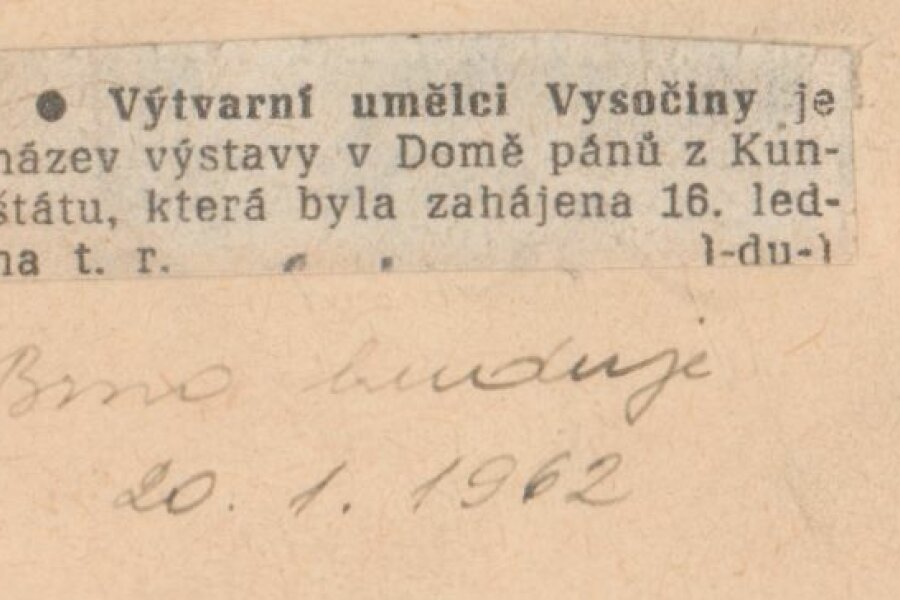 ● Výtvarní umělci Vysočiny je
název výstavy v Domě pánů z Kun-
štátu, která byla zahájena 16. led-
na t. r. l-du-l
Brno buduje
20. 1. 1962